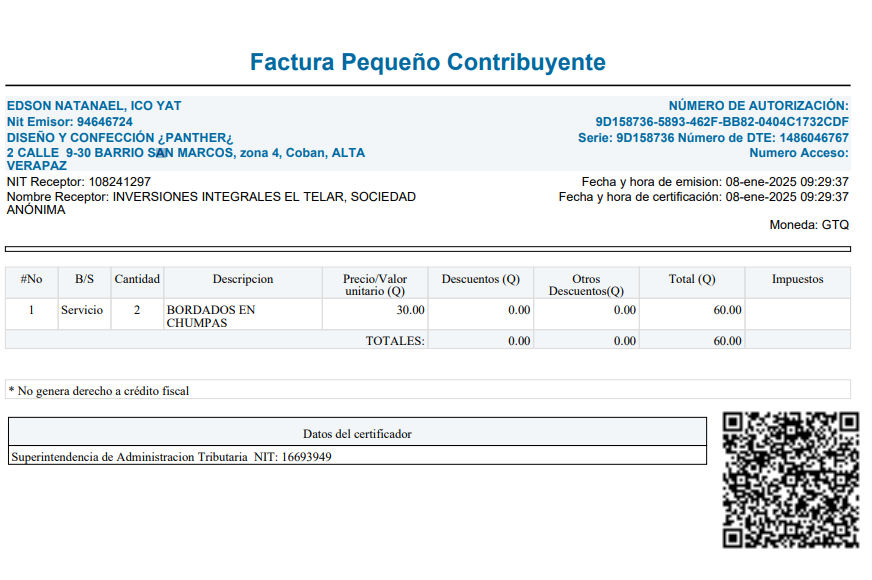 Factura Pequeño Contribuyente
EDSON NATANAEL, ICO YAT
Nit Emisor: 94646724
DISEÑO Y CONFECCIÓN ¿PANTHER¿
2 CALLE 9-30 BARRIO SAN MARCOS, zona 4, Coban, ALTA
VERAPAZ
NÚMERO DE AUTORIZACIÓN:
9D158736-5893-462F-BB82-0404C1732CDF
Serie: 9D158736 Número de DTE: 1486046767
Numero Acceso:
NIT Receptor: 108241297
Nombre Receptor: INVERSIONES INTEGRALES EL TELAR, SOCIEDAD
ANÓNIMA
Fecha y hora de emision: 08-ene-2025 09:29:37
Fecha y hora de certificación: 08-ene-2025 09:29:37
Moneda: GTQ
#No B/S Cantidad Descripcion Precio/Valor Descuentos (Q) Otros Total (Q) Impuestos
unitario (Q) Descuentos(Q)
1 Servicio 2 BORDADOS EN 30.00 0.00 0.00 60.00
CHUMPAS
TOTALES: 0.00 0.00 60.00
* No genera derecho a crédito fiscal
Datos del certificador
Superintendencia de Administracion Tributaria NIT: 16693949